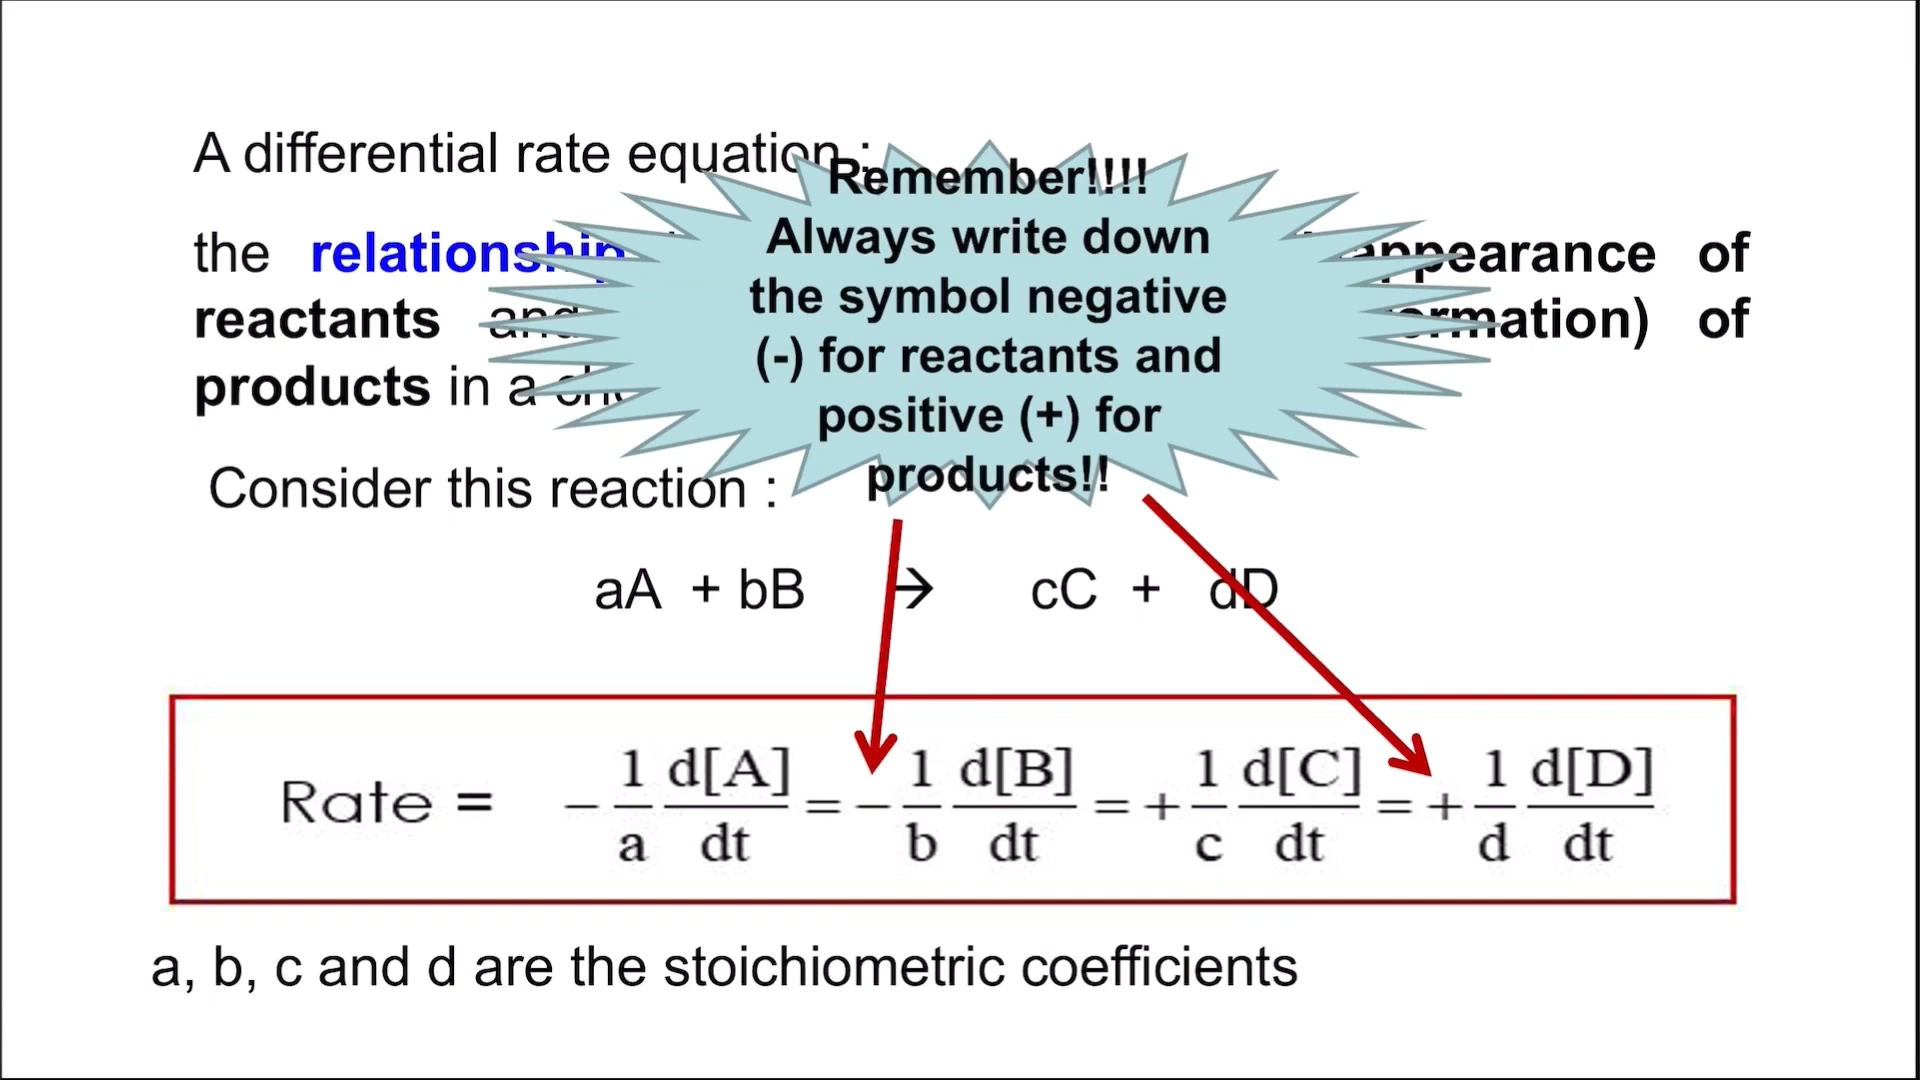 A differential rate equation :
Remember!!!!
Always write down
the symbol negative
(-) for reactants and
positive (+) for
products!!
the relationship appearance of
reactants and ormation) of
products in a
Consider this reaction :
aA + bB → cC + dD
Rate = − 1/a d[A]/dt = − 1/b d[B]/dt = + 1/c d[C]/dt = + 1/d d[D]/dt
a, b, c and d are the stoichiometric coefficients